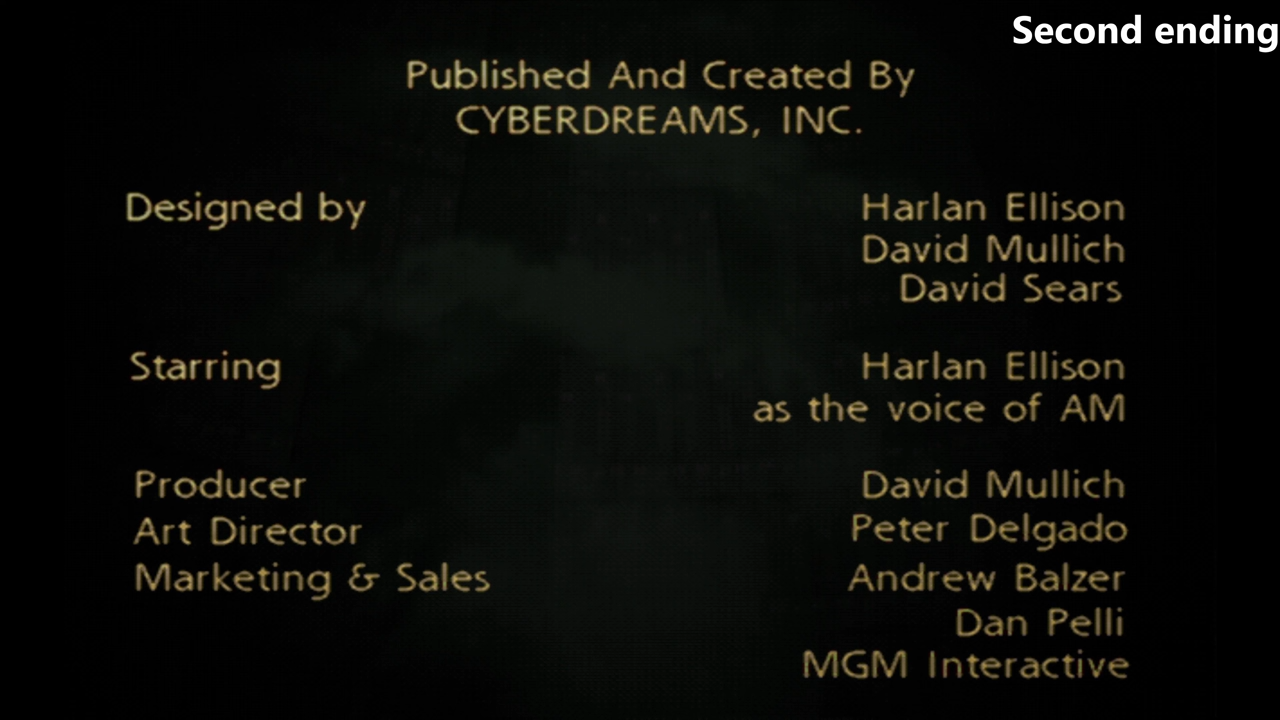 Second ending
Published And Created By
CYBERDREAMS, INC.
Designed by Harlan Ellison
David Mullich
David Sears
Starring Harlan Ellison
as the voice of AM
Producer David Mullich
Art Director Peter Delgado
Marketing & Sales Andrew Balzer
Dan Pelli
MGM Interactive